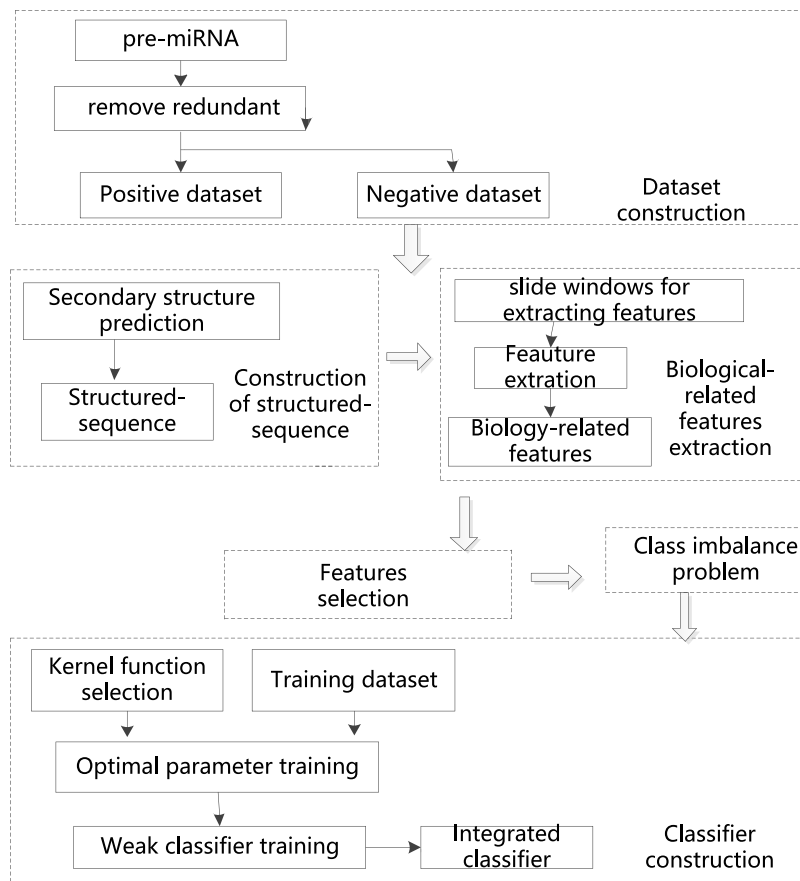 pre-miRNA
remove redundant
Positive dataset
Negative dataset
Dataset
construction
Secondary structure
prediction
Structured-
sequence
Construction
of structured-
sequence
slide windows for
extracting features
Feauture
extration
Biology-related
features
Biological-
related
features
extraction
Features
selection
Class imbalance
problem
Kernel function
selection
Training dataset
Optimal parameter training
Weak classifier training
Integrated
classifier
Classifier
construction